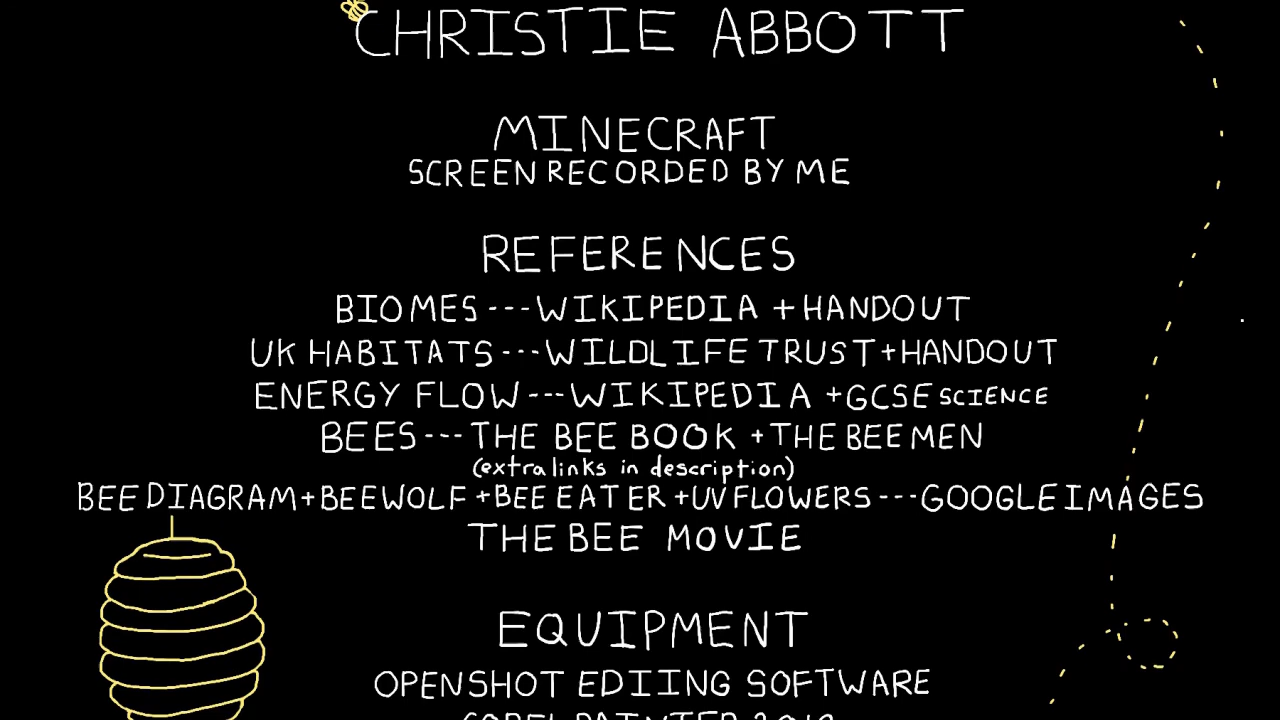 CHRISTIE ABBOTT
MINECRAFT
SCREEN RECORDED BY ME
REFERENCES
BIOMES---WIKIPEDIA + HANDOUT
UK HABITATS---WILDLIFE TRUST + HANDOUT
ENERGY FLOW---WIKIPEDIA + GCSE SCIENCE
BEES---THE BEE BOOK + THE BEE MEN
(extra links in description)
BEE DIAGRAM + BEEWOLF + BEE EATER + UV FLOWERS---GOOGLE IMAGES
THE BEE MOVIE
EQUIPMENT
OPENSHOT EDIING SOFTWARE